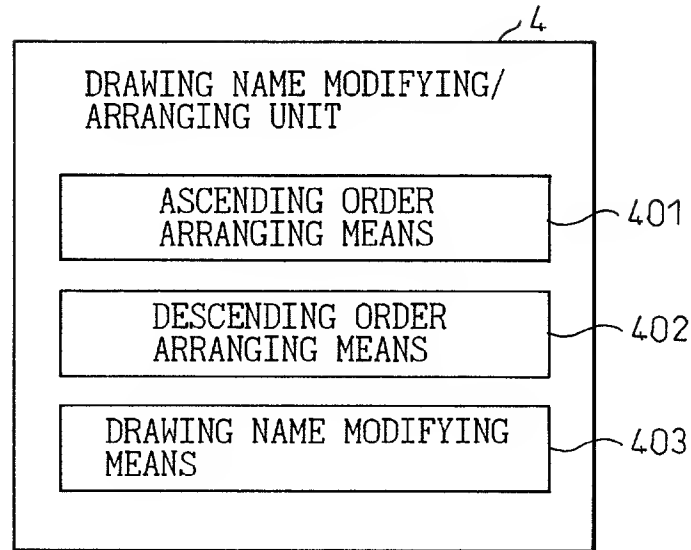 4
DRAWING NAME MODIFYING/
ARRANGING UNIT
ASCENDING ORDER
ARRANGING MEANS
401
DESCENDING ORDER
ARRANGING MEANS
402
DRAWING NAME MODIFYING
MEANS
403